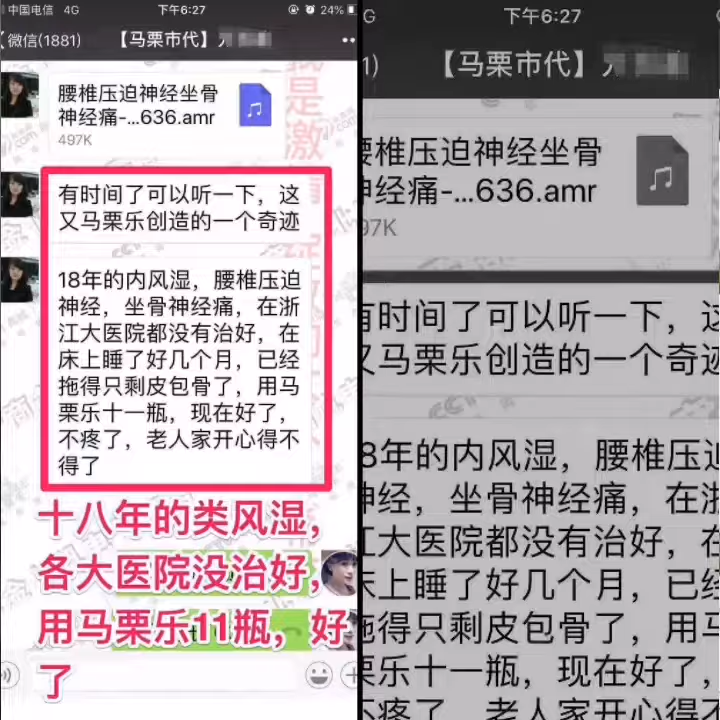 中国电信 4G 下午6:27 24%
微信(1881) 【马栗市代】
腰椎压迫神经坐骨
神经痛-...636.amr
497K
有时间了可以听一下，这
又马栗乐创造的一个奇迹
18年的内风湿，腰椎压迫
神经，坐骨神经痛，在浙
江大医院都没有治好，在
床上睡了好几个月，已经
拖得只剩皮包骨了，用马
栗乐十一瓶，现在好了，
不疼了，老人家开心得不
得了
十八年的类风湿，
各大医院没治好，
用马栗乐11瓶，好
了
G 下午6:27
1) 【马栗市代】
腰椎压迫神经坐骨
神经痛-...636.amr
97K
有时间了可以听一下，这
又马栗乐创造的一个奇迹
8年的内风湿，腰椎压迫
神经，坐骨神经痛，在浙
江大医院都没有治好，在
床上睡了好几个月，已经
拖得只剩皮包骨了，用马
栗乐十一瓶，现在好了，
不疼了，老人家开心得不